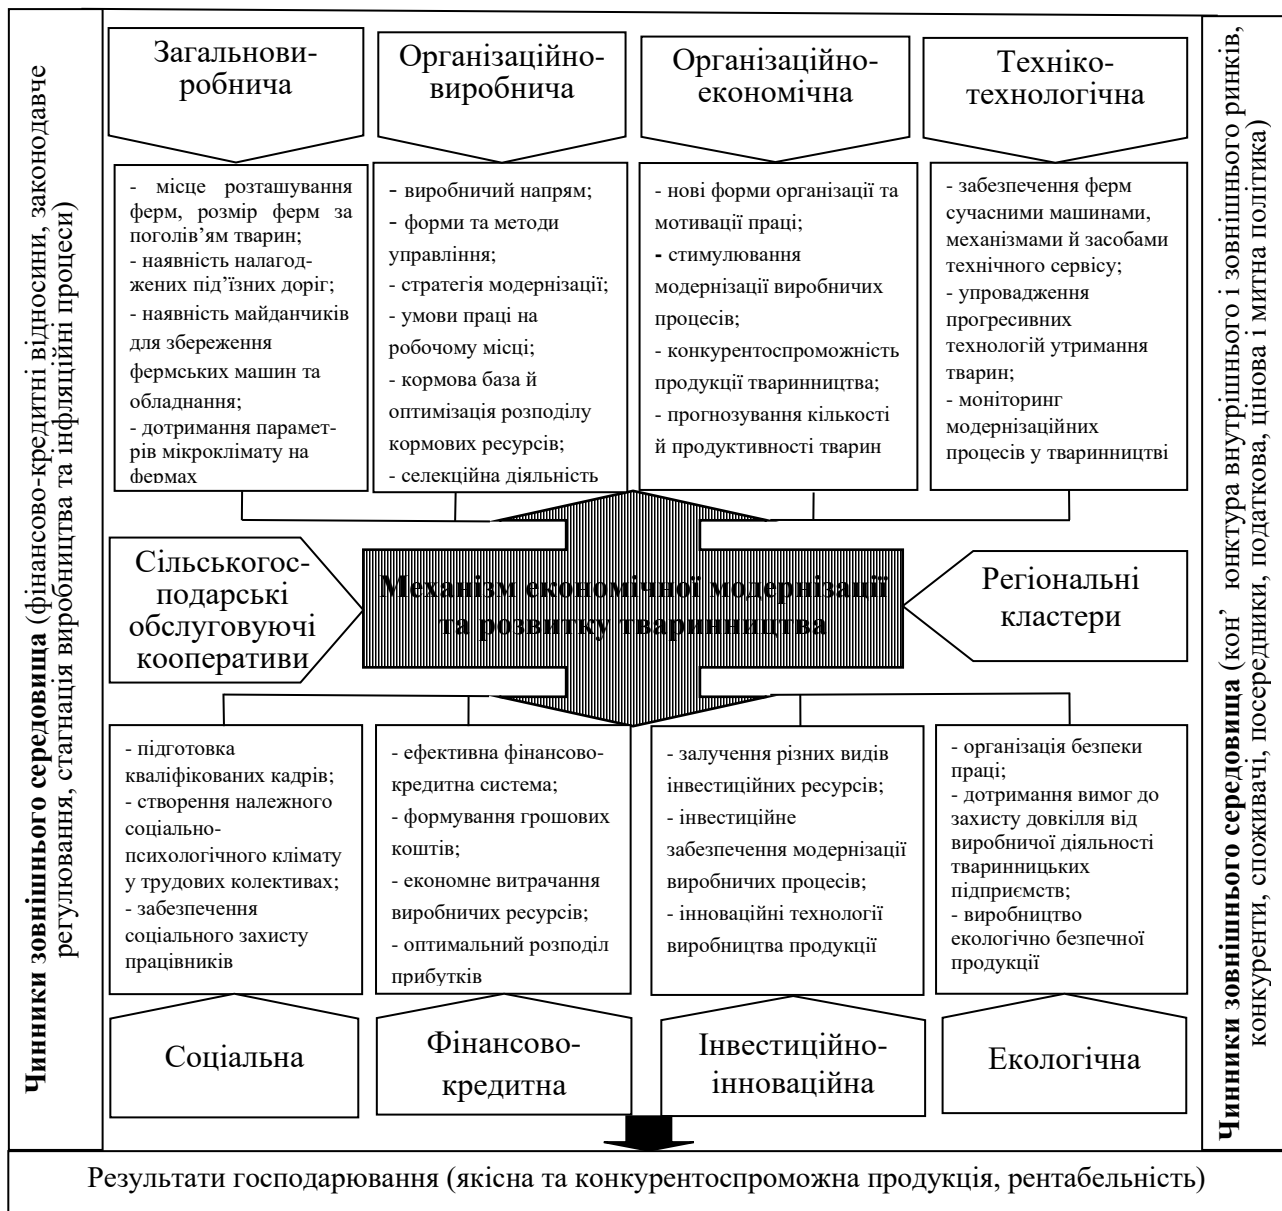 Чинники зовнішнього середовища (фінансово-кредитні відносини, законодавче
регулювання, стагнація виробництва та інфляційні процеси)
Загальнови-
робнича
Організаційно-
виробнича
Організаційно-
економічна
Техніко-
технологічна
- місце розташування
ферм, розмір ферм за
поголів’ям тварин;
- наявність налагод-
жених під’їзних доріг;
- наявність майданчиків
для збереження
фермських машин та
обладнання;
- дотримання парамет-
рів мікроклімату на
фермах
- виробничий напрям;
- форми та методи
управління;
- стратегія модернізації;
- умови праці на
робочому місці;
- кормова база й
оптимізація розподілу
кормових ресурсів;
- селекційна діяльність
- нові форми організації та
мотивації праці;
- стимулювання
модернізації виробничих
процесів;
- конкурентоспроможність
продукції тваринництва;
- прогнозування кількості
й продуктивності тварин
- забезпечення ферм
сучасними машинами,
механізмами й засобами
технічного сервісу;
- упровадження
прогресивних
технологій утримання
тварин;
- моніторинг
модернізаційних
процесів у тваринництві
Сільськогос-
подарські
обслуговуючі
кооперативи
Механізм економічної модернізації
та розвитку тваринництва
Регіональні
кластери
- підготовка
кваліфікованих кадрів;
- створення належного
соціально-
психологічного клімату
у трудових колективах;
- забезпечення
соціального захисту
працівників
- ефективна фінансово-
кредитна система;
- формування грошових
коштів;
- економне витрачання
виробничих ресурсів;
- оптимальний розподіл
прибутків
- залучення різних видів
інвестиційних ресурсів;
- інвестиційне
забезпечення модернізації
виробничих процесів;
- інноваційні технології
виробництва продукції
- організація безпеки
праці;
- дотримання вимог до
захисту довкілля від
виробничої діяльності
тваринницьких
підприємств;
- виробництво
екологічно безпечної
продукції
Соціальна
Фінансово-
кредитна
Інвестиційно-
інноваційна
Екологічна
Чинники зовнішнього середовища (кон’ юнктура внутрішнього і зовнішнього ринків,
конкуренти, споживачі, посередники, податкова, цінова і митна політика)
Результати господарювання (якісна та конкурентоспроможна продукція, рентабельність)